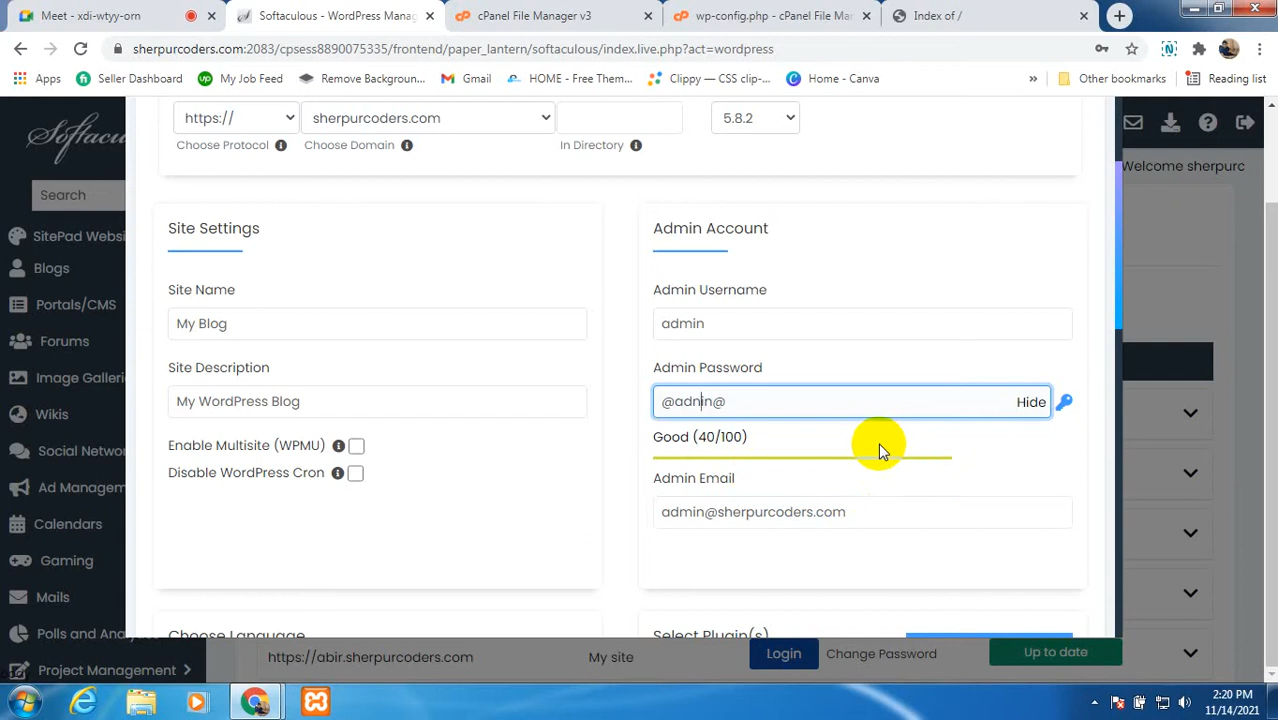 Meet - xdi-wtyy-orn
Softaculous - WordPress Manag
cPanel File Manager v3
wp-config.php - cPanel File Man
Index of /
sherpurcoders.com:2083/cpsess8890075335/frontend/paper_lantern/softaculous/index.live.php?act=wordpress
Apps
Seller Dashboard
My Job Feed
Remove Backgroun...
Gmail
HOME - Free Them...
Clippy — CSS clip-...
Home - Canva
»
Other bookmarks
Reading list
Softacu
https://
sherpurcoders.com
5.8.2
Choose Protocol
Choose Domain
In Directory
Welcome sherpurc
Search
SitePad Websi
Blogs
Portals/CMS
Forums
Image Galleri
Wikis
Social Networ
Ad Managem
Calendars
Gaming
Mails
Polls and Analy
Project Management
Site Settings
Site Name
My Blog
Site Description
My WordPress Blog
Enable Multisite (WPMU)
Disable WordPress Cron
Admin Account
Admin Username
admin
Admin Password
@adnin@
Hide
Good (40/100)
Admin Email
admin@sherpurcoders.com
Choose Language
Select Plugin(s)
https://abir.sherpurcoders.com
My site
Login
Change Password
Up to date
2:20 PM
11/14/2021